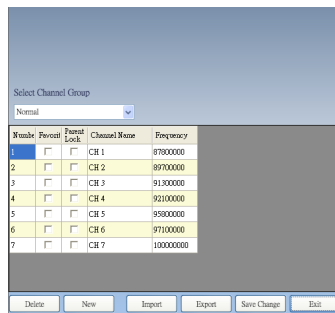 Select Channel Group
Normal
Numbe Favorit Parent Lock Channel Name Frequency
1 CH 1 87800000
2 CH 2 89700000
3 CH 3 91300000
4 CH 4 92100000
5 CH 5 95800000
6 CH 6 97100000
7 CH 7 100000000
Delete New Import Export Save Change Exit